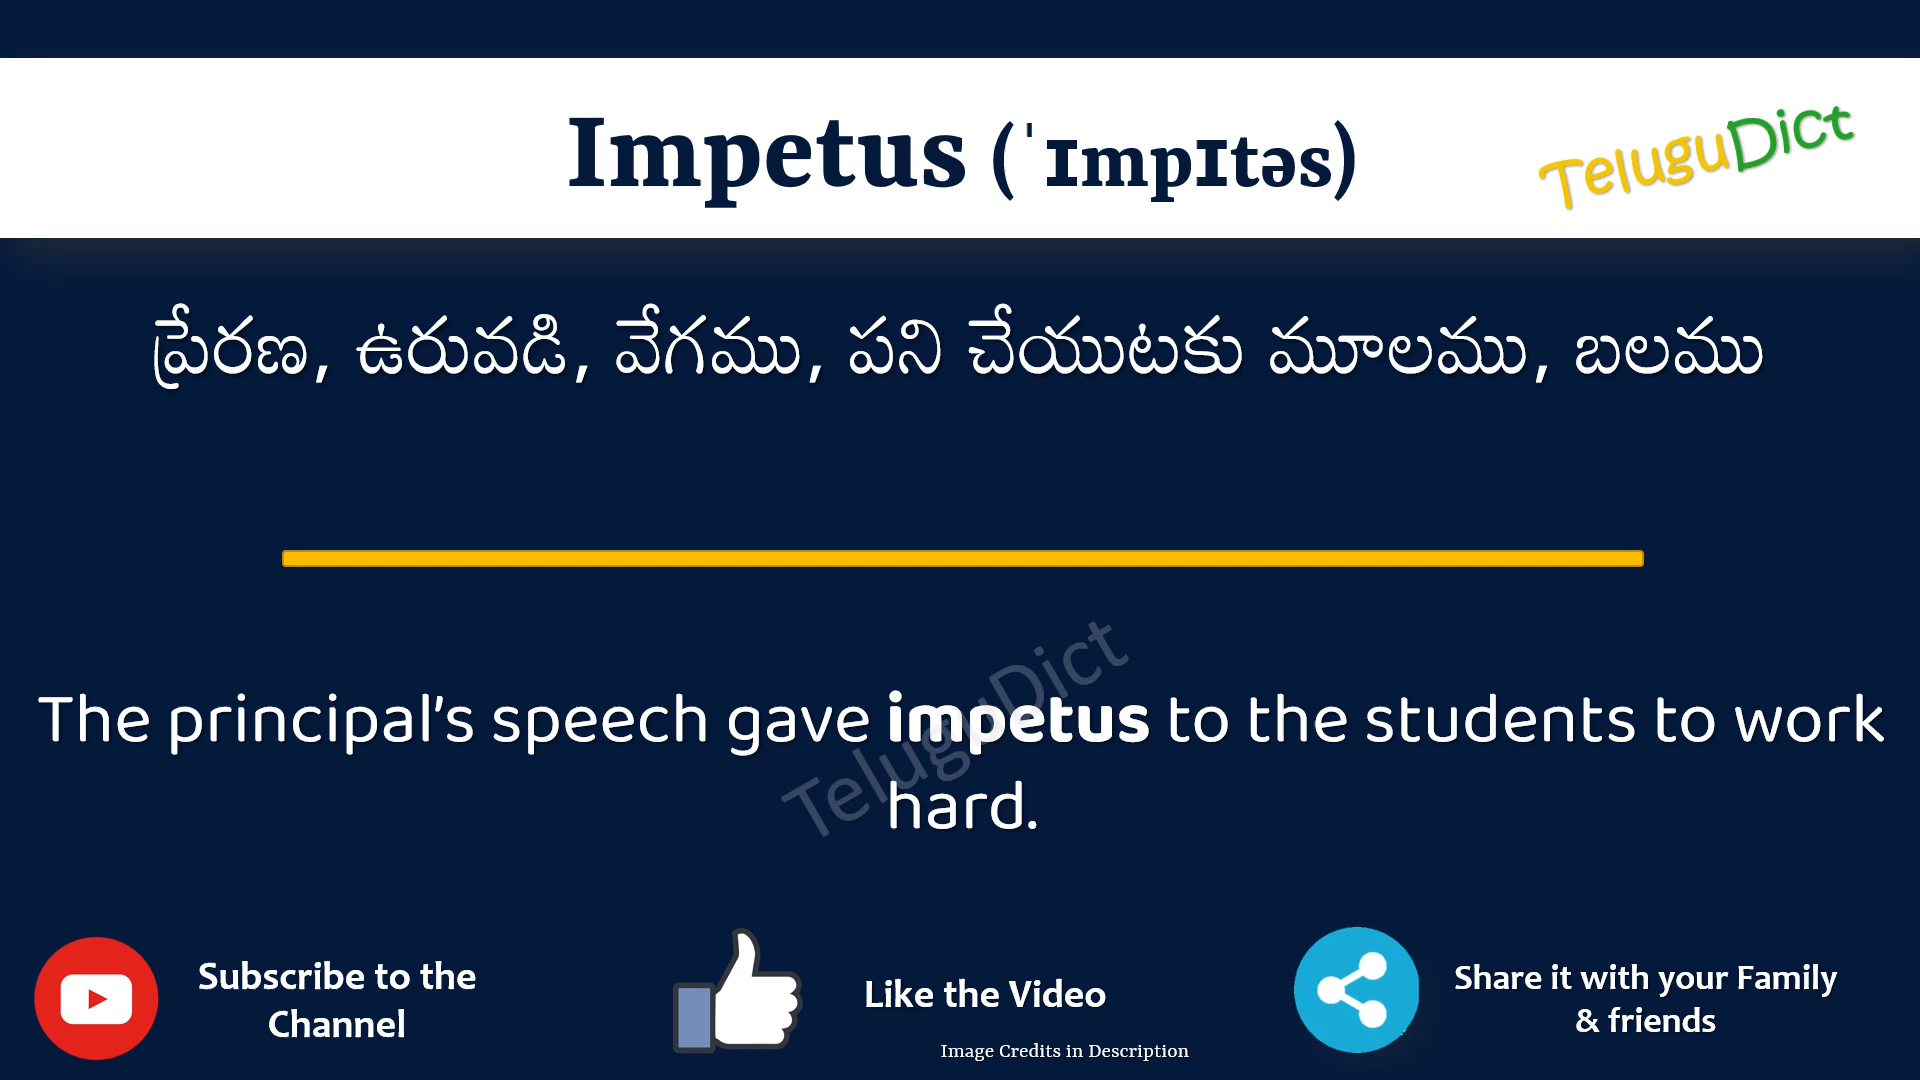 Impetus (ˈɪmpɪtəs)
TeluguDict
ప్రేరణ, ఉరువడి, వేగము, పని చేయుటకు మూలము, బలము
TeluguDict
The principal's speech gave impetus to the students to work
hard.
Subscribe to the
Channel
Like the Video
Share it with your Family
& friends
Image Credits in Description